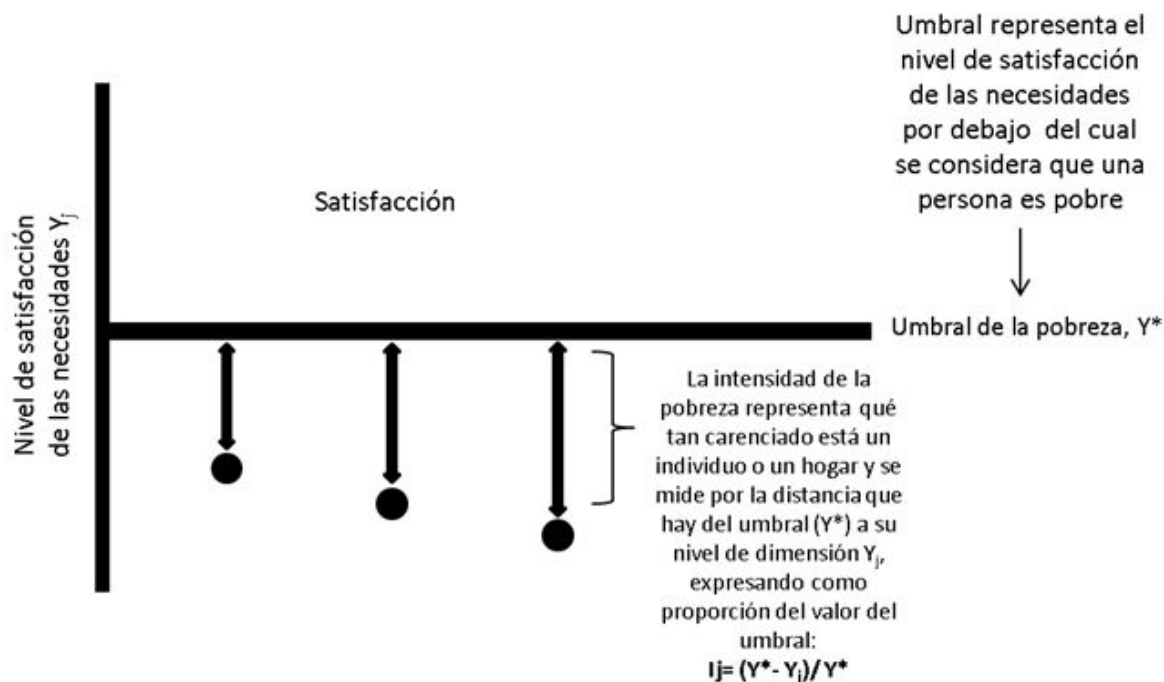 Umbral representa el
nivel de satisfacción
de las necesidades
por debajo del cual
se considera que una
persona es pobre
Satisfacción
Nivel de satisfacción
de las necesidades Yj
Umbral de la pobreza, Y*
La intensidad de la
pobreza representa qué
tan carenciado está un
individuo o un hogar y se
mide por la distancia que
hay del umbral (Y*) a su
nivel de dimensión Yj,
expresando como
proporción del valor del
umbral:
Ij= (Y*- Yj)/ Y*